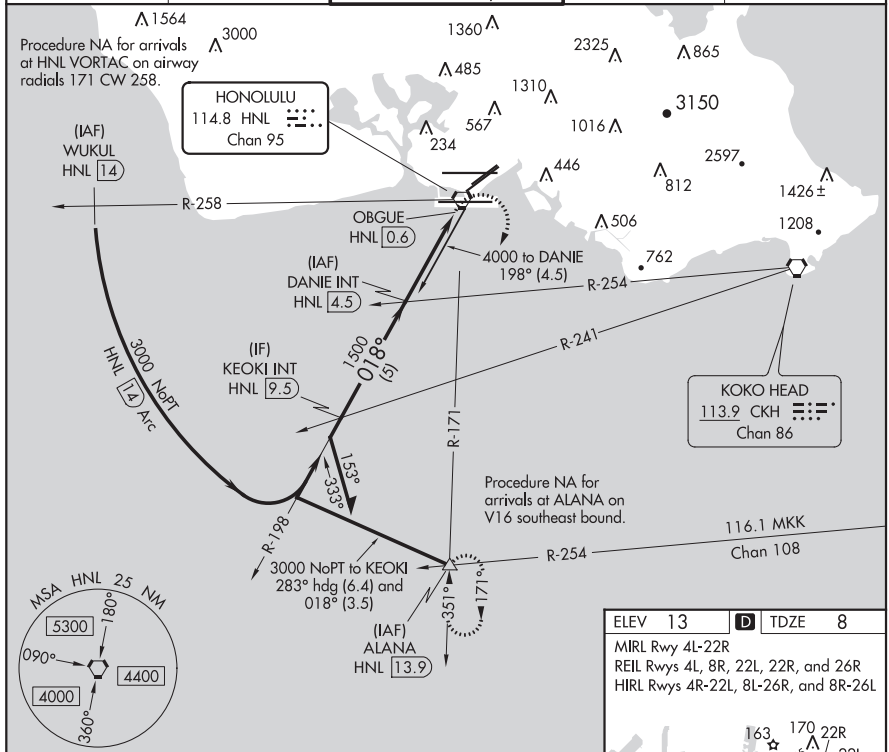 1564
3000
1360
2325
865
Procedure NA for arrivals
at HNL VORTAC on airway
radials 171 CW 258.
485
1310
3150
HONOLULU
114.8 HNL
Chan 95
567
234
1016
2597
446
812
1426 ±
(IAF)
WUKUL
HNL 14
R-258
OBGUE
HNL 0.6
506
1208
762
4000 to DANIE
198° (4.5)
(IAF)
DANIE INT
HNL 4.5
R-254
R-241
1500
018°
(5)
(IF)
KEOKI INT
HNL 9.5
3000 NoPT
HNL 14 Arc
KOKO HEAD
113.9 CKH
Chan 86
R-171
153°
333°
R-198
Procedure NA for
arrivals at ALANA on
V16 southeast bound.
116.1 MKK
Chan 108
R-254
3000 NoPT to KEOKI
283° hdg (6.4) and
018° (3.5)
351°
171°
(IAF)
ALANA
HNL 13.9
MSA HNL 25 NM
180°
5300
090°
4400
4000
360°
ELEV 13 D TDZE 8
MIRL Rwy 4L-22R
REIL Rwys 4L, 8R, 22L, 22R, and 26R
HIRL Rwys 4R-22L, 8L-26R, and 8R-26L
163
170
22R
22L